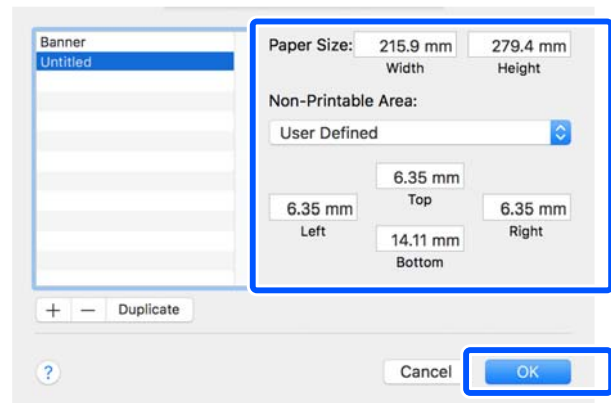 Banner
Untitled
Paper Size: 215.9 mm 279.4 mm
Width Height
Non-Printable Area:
User Defined
6.35 mm
Top
6.35 mm 6.35 mm
Left Right
14.11 mm
Bottom
+ − Duplicate
? Cancel OK